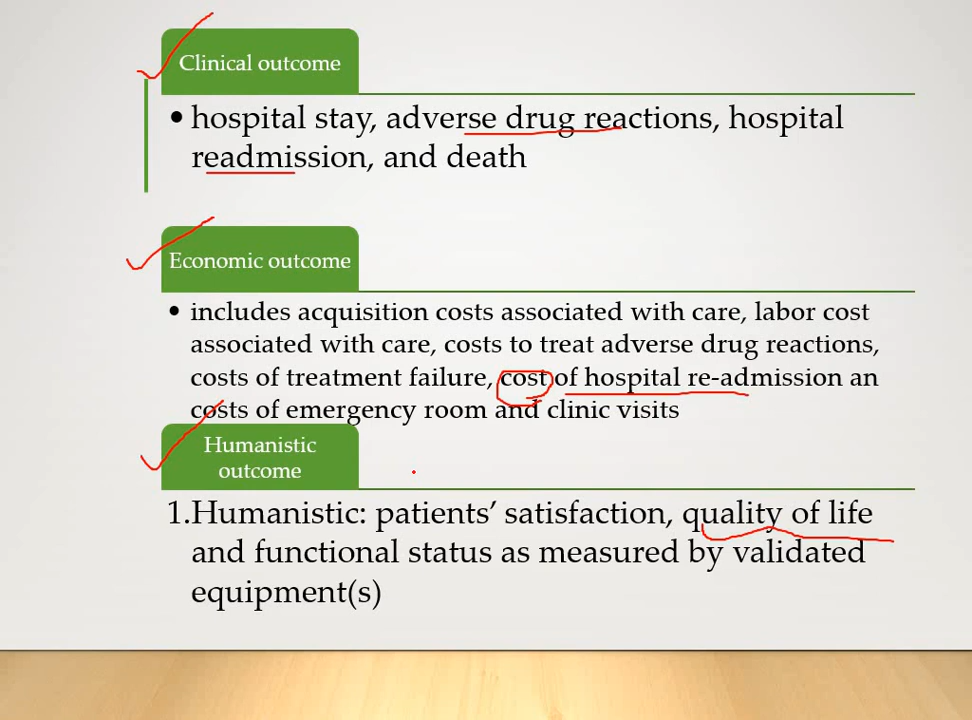 Clinical outcome
• hospital stay, adverse drug reactions, hospital
readmission, and death
Economic outcome
• includes acquisition costs associated with care, labor cost
associated with care, costs to treat adverse drug reactions,
costs of treatment failure, cost of hospital re-admission an
costs of emergency room and clinic visits
Humanistic
outcome
1.Humanistic: patients’ satisfaction, quality of life
and functional status as measured by validated
equipment(s)